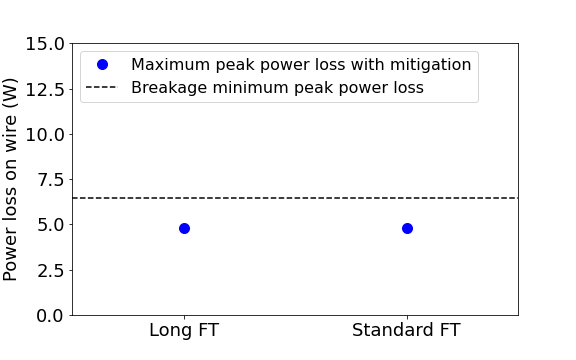 Power loss on wire (W)
15.0
12.5
10.0
7.5
5.0
2.5
0.0
Maximum peak power loss with mitigation
Breakage minimum peak power loss
Long FT
Standard FT